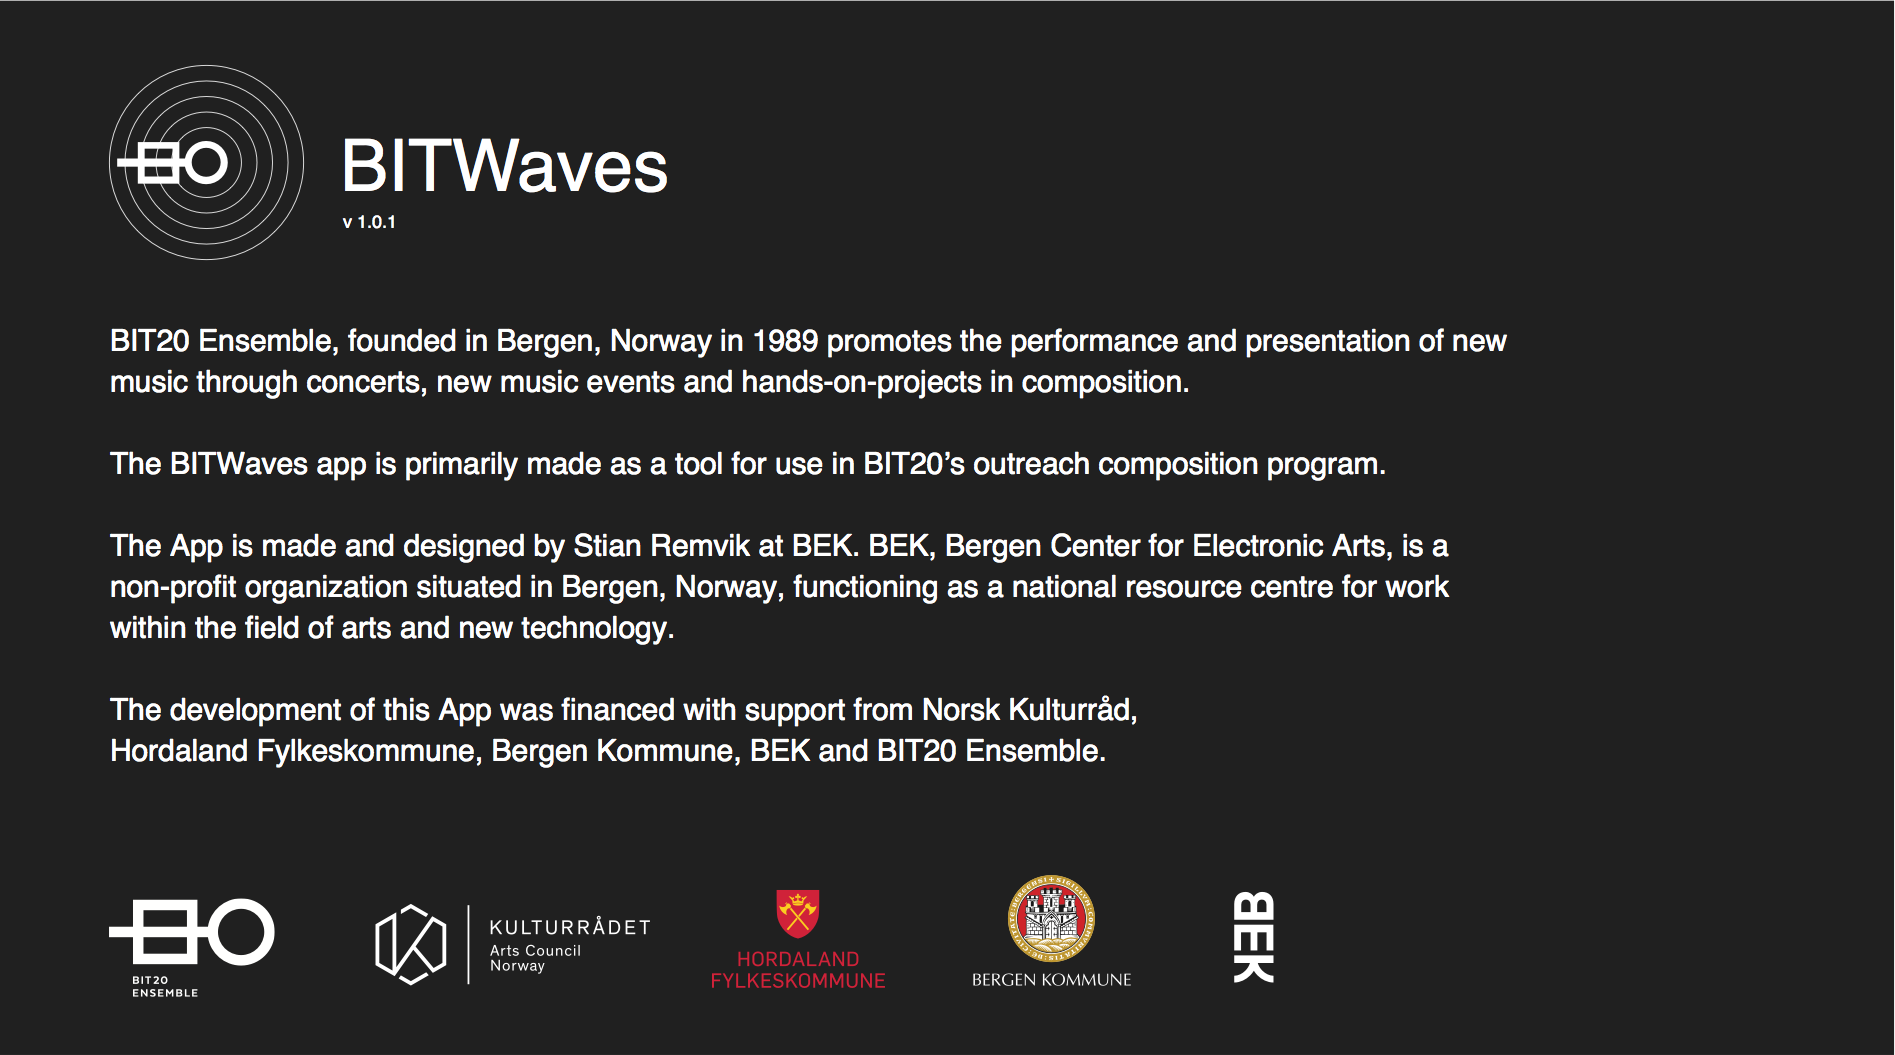 BITWaves
v 1.0.1
BIT20 Ensemble, founded in Bergen, Norway in 1989 promotes the performance and presentation of new
music through concerts, new music events and hands-on-projects in composition.
The BITWaves app is primarily made as a tool for use in BIT20’s outreach composition program.
The App is made and designed by Stian Remvik at BEK. BEK, Bergen Center for Electronic Arts, is a
non-profit organization situated in Bergen, Norway, functioning as a national resource centre for work
within the field of arts and new technology.
The development of this App was financed with support from Norsk Kulturråd,
Hordaland Fylkeskommune, Bergen Kommune, BEK and BIT20 Ensemble.
BIT20
ENSEMBLE
KULTURRÅDET
Arts Council
Norway
HORDALAND
FYLKESKOMMUNE
BERGEN KOMMUNE
BEK